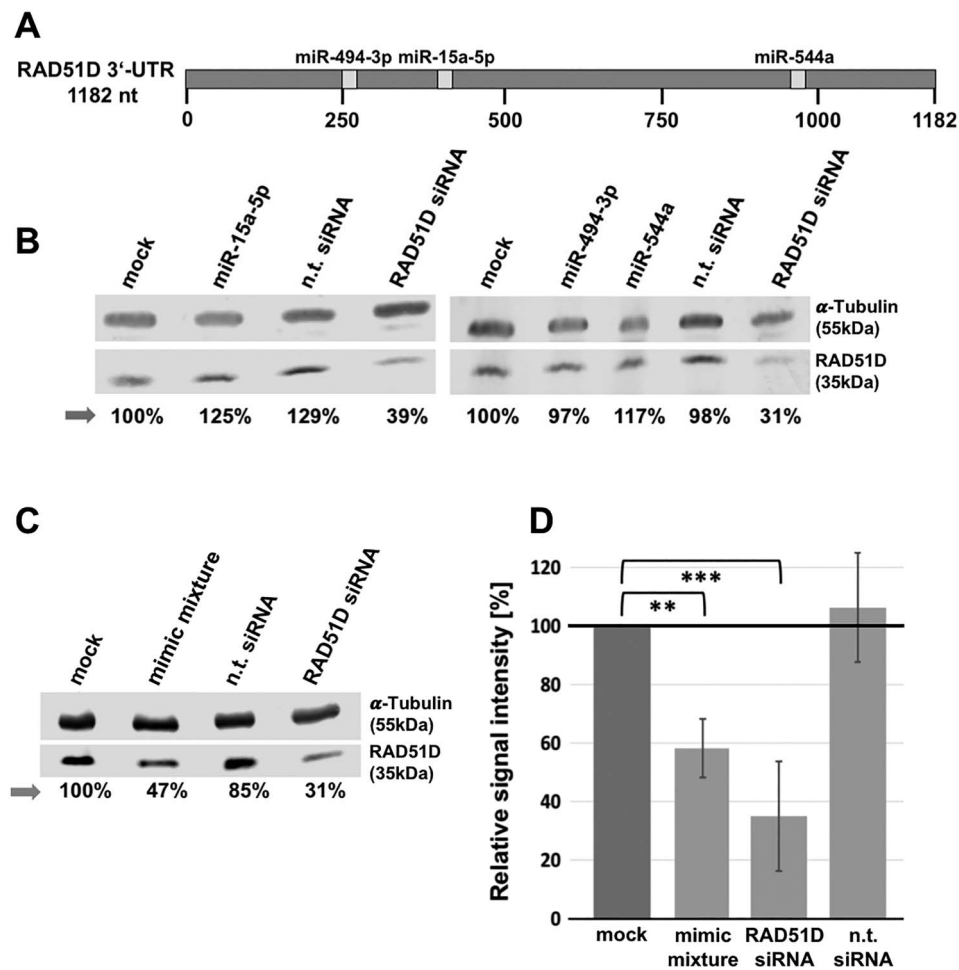 A
miR-494-3p miR-15a-5p miR-544a
RAD51D 3‘-UTR
1182 nt
0 250 500 750 1000 1182
B
mock miR-15a-5p n.t. siRNA RAD51D siRNA mock miR-494-3p miR-544a n.t. siRNA RAD51D siRNA
α-Tubulin
(55kDa)
RAD51D
(35kDa)
100% 125% 129% 39% 100% 97% 117% 98% 31%
C
mock mimic mixture n.t. siRNA RAD51D siRNA
α-Tubulin
(55kDa)
RAD51D
(35kDa)
100% 47% 85% 31%
D
Relative signal intensity [%]
120
100
80
60
40
20
0
***
**
mock mimic RAD51D n.t.
mixture siRNA siRNA